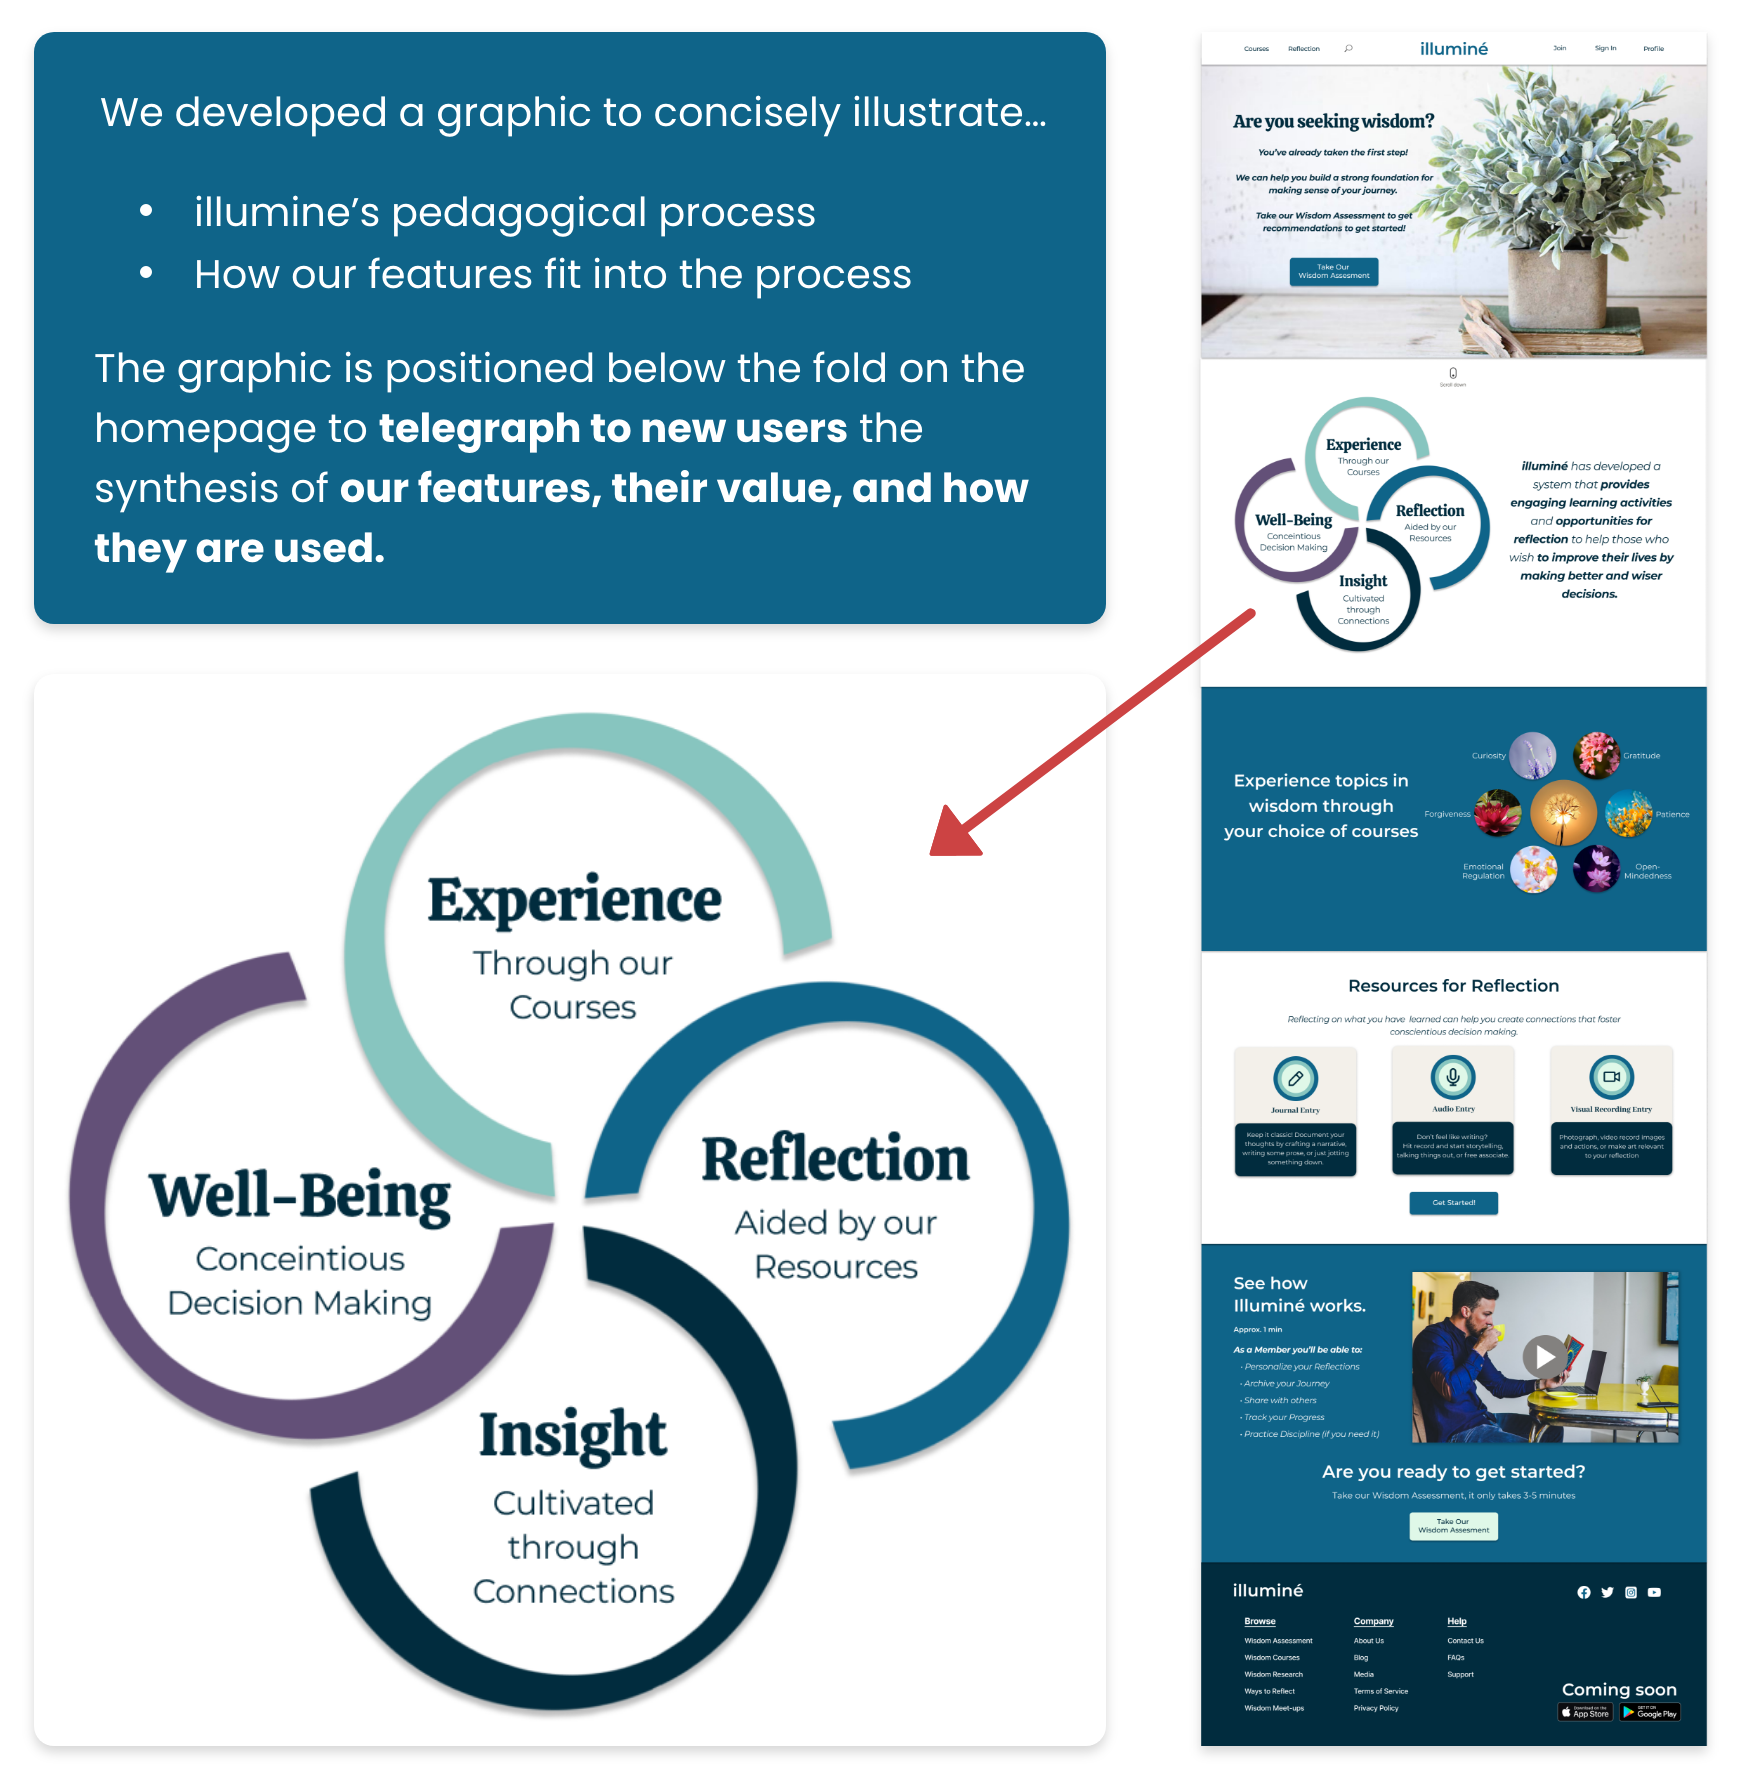 We developed a graphic to concisely illustrate...
• illumine's pedagogical process
• How our features fit into the process
The graphic is positioned below the fold on the
homepage to telegraph to new users the
synthesis of our features, their value, and how
they are used.
Experience
Through our
Courses
Reflection
Aided by our
Resources
Well-Being
Conceintious
Decision Making
Insight
Cultivated
through
Connections
Courses
Reflection
illuminé
Join
Sign In
Profile
Are you seeking wisdom?
You've already taken the first step!
We can help you build a strong foundation for
making sense of your journey.
Take our Wisdom Assessment to get
recommendations to get started!
Take Our
Wisdom Assesment
Scroll down
Experience
Through our
Courses
Reflection
Aided by our
Resources
Well-Being
Conceintious
Decision Making
Insight
Cultivated
through
Connections
illuminé has developed a
system that provides
engaging learning activities
and opportunities for
reflection to help those who
wish to improve their lives by
making better and wiser
decisions.
Experience topics in
wisdom through
your choice of courses
Curiosity
Gratitude
Forgiveness
Patience
Emotional
Regulation
Open-
Mindedness
Resources for Reflection
Reflecting on what you have learned can help you create connections that foster
conscientious decision making.
Journal Entry
Keep it classic! Document your
thoughts by crafting a narrative,
writing some prose, or just jotting
something down.
Audio Entry
Don't feel like writing?
Hit record and start storytelling,
talking things out, or free associate.
Visual Recording Entry
Photograph, video record images
and actions, or make art relevant
to your reflection
Get Started!
See how
Illuminé works.
Approx. 1 min
As a Member you'll be able to:
• Personalize your Reflections
• Archive your Journey
• Share with others
• Track your Progress
• Practice Discipline (if you need it)
Are you ready to get started?
Take our Wisdom Assessment, it only takes 3-5 minutes
Take Our
Wisdom Assesment
illuminé
Browse
Wisdom Assessment
Wisdom Courses
Wisdom Research
Ways to Reflect
Wisdom Meet-ups
Company
About Us
Blog
Media
Terms of Service
Privacy Policy
Help
Contact Us
FAQs
Support
Coming soon
Download on the
App Store
GET IT ON
Google Play